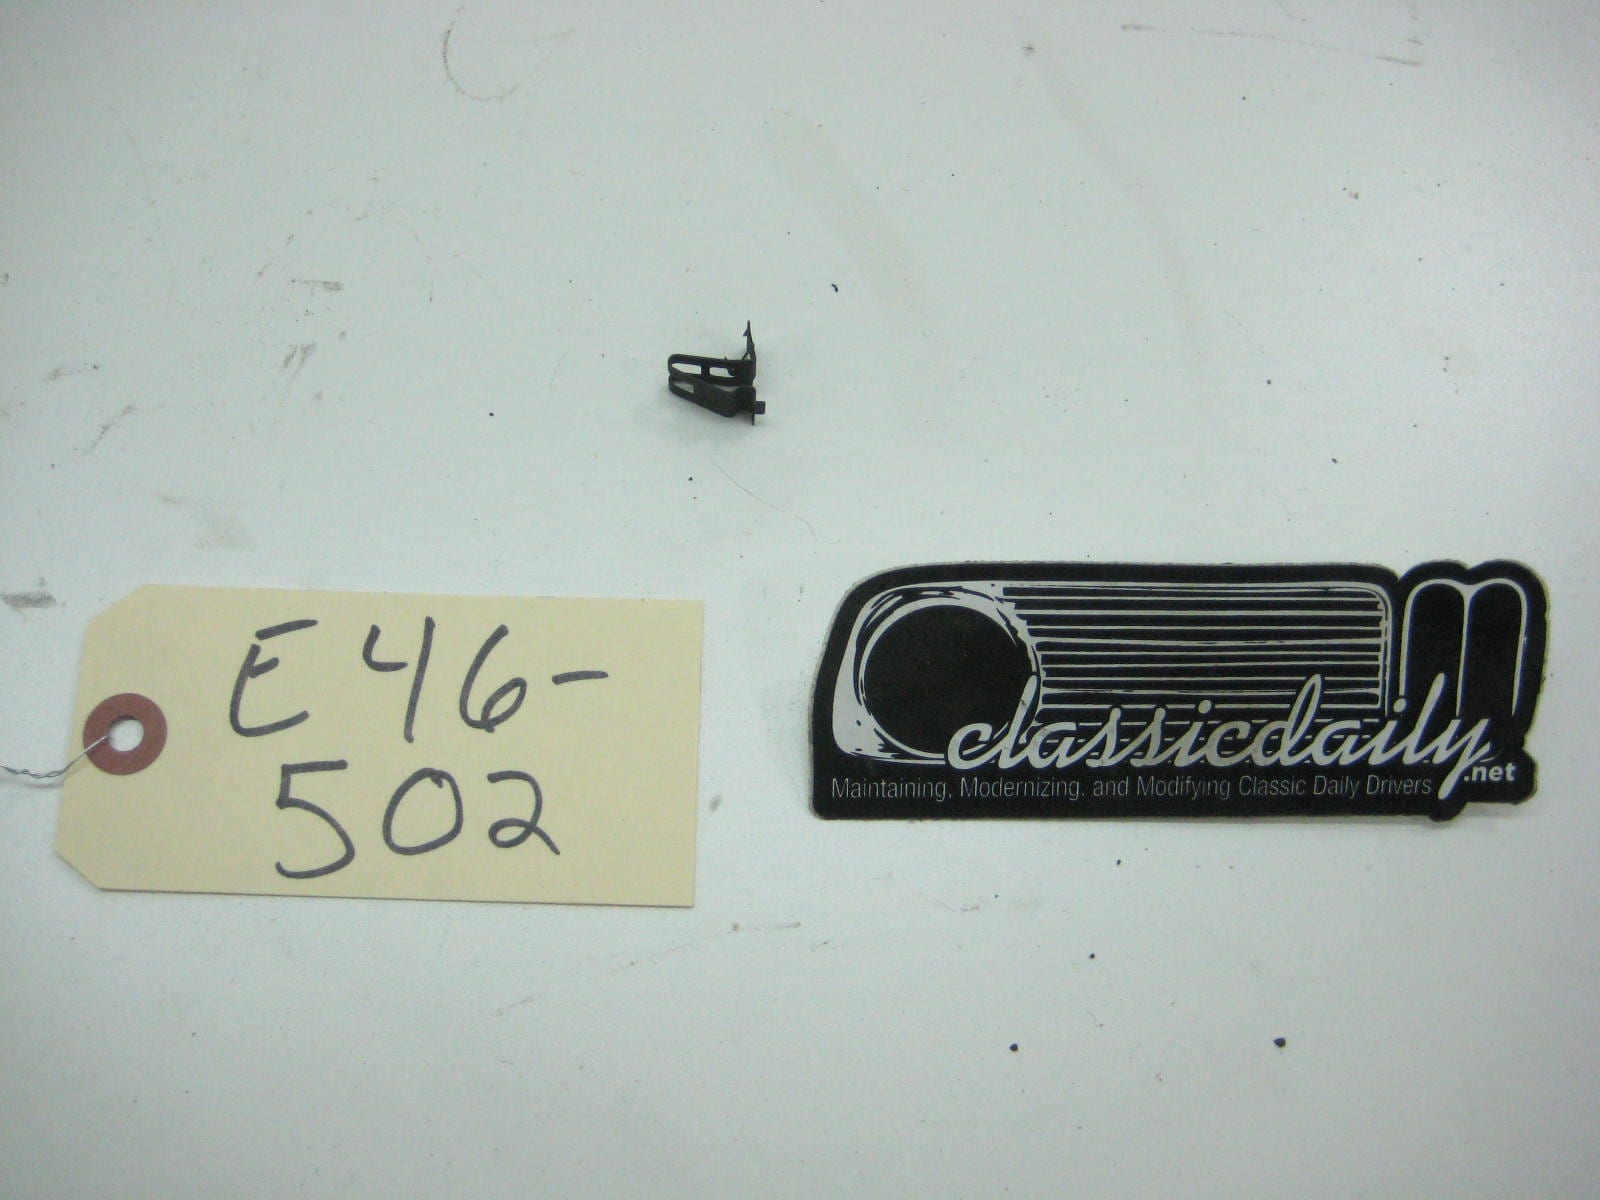 E46-
502
classicdaily
.net
Maintaining, Modernizing, and Modifying Classic Daily Drivers